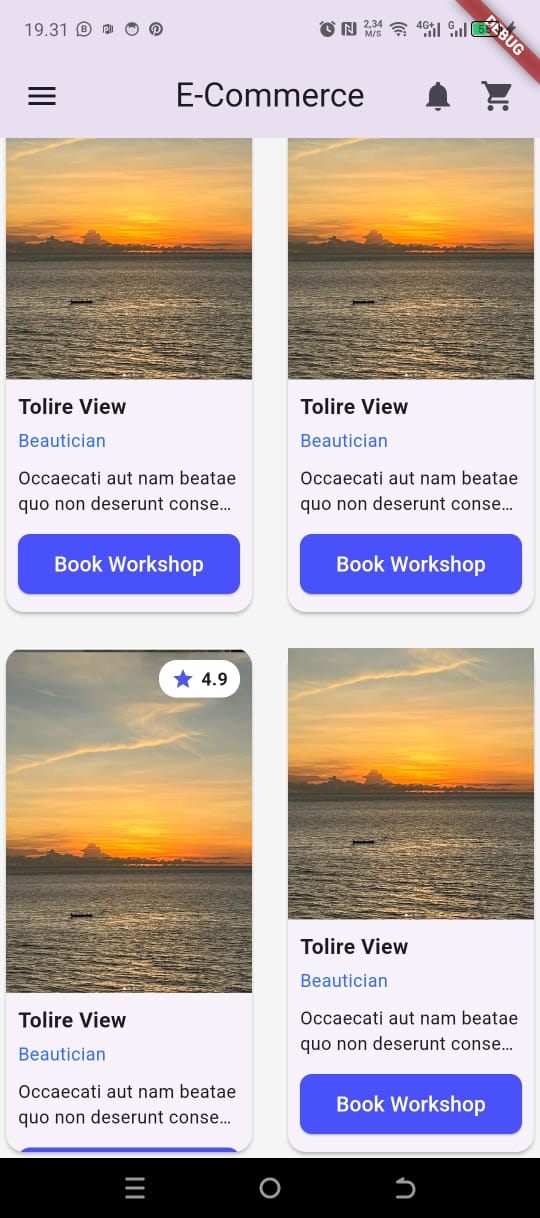 19.31
2,34
M/S
4G+
G
DEBUG
E-Commerce
Tolire View
Beautician
Occaecati aut nam beatae
quo non deserunt conse...
Book Workshop
Tolire View
Beautician
Occaecati aut nam beatae
quo non deserunt conse...
Book Workshop
4.9
Tolire View
Beautician
Occaecati aut nam beatae
quo non deserunt conse...
Tolire View
Beautician
Occaecati aut nam beatae
quo non deserunt conse...
Book Workshop